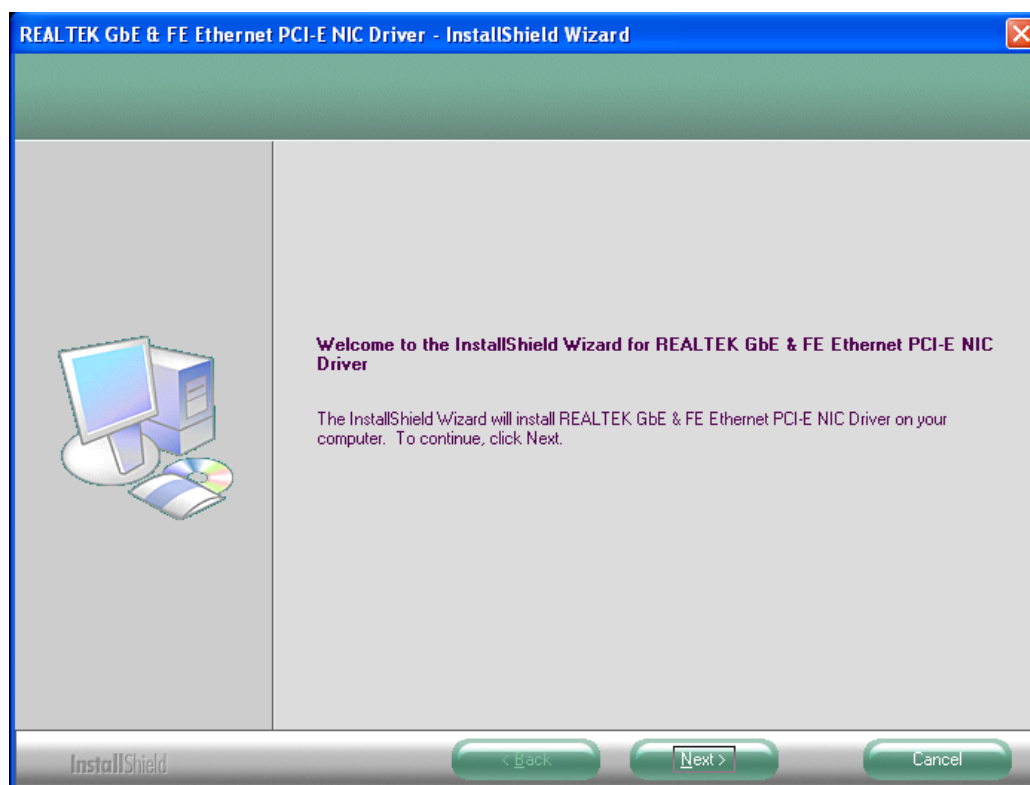 REALTEK GbE & FE Ethernet PCI-E NIC Driver - InstallShield Wizard
Welcome to the InstallShield Wizard for REALTEK GbE & FE Ethernet PCI-E NIC
Driver
The InstallShield Wizard will install REALTEK GbE & FE Ethernet PCI-E NIC Driver on your
computer. To continue, click Next.
InstallShield
< Back
Next >
Cancel